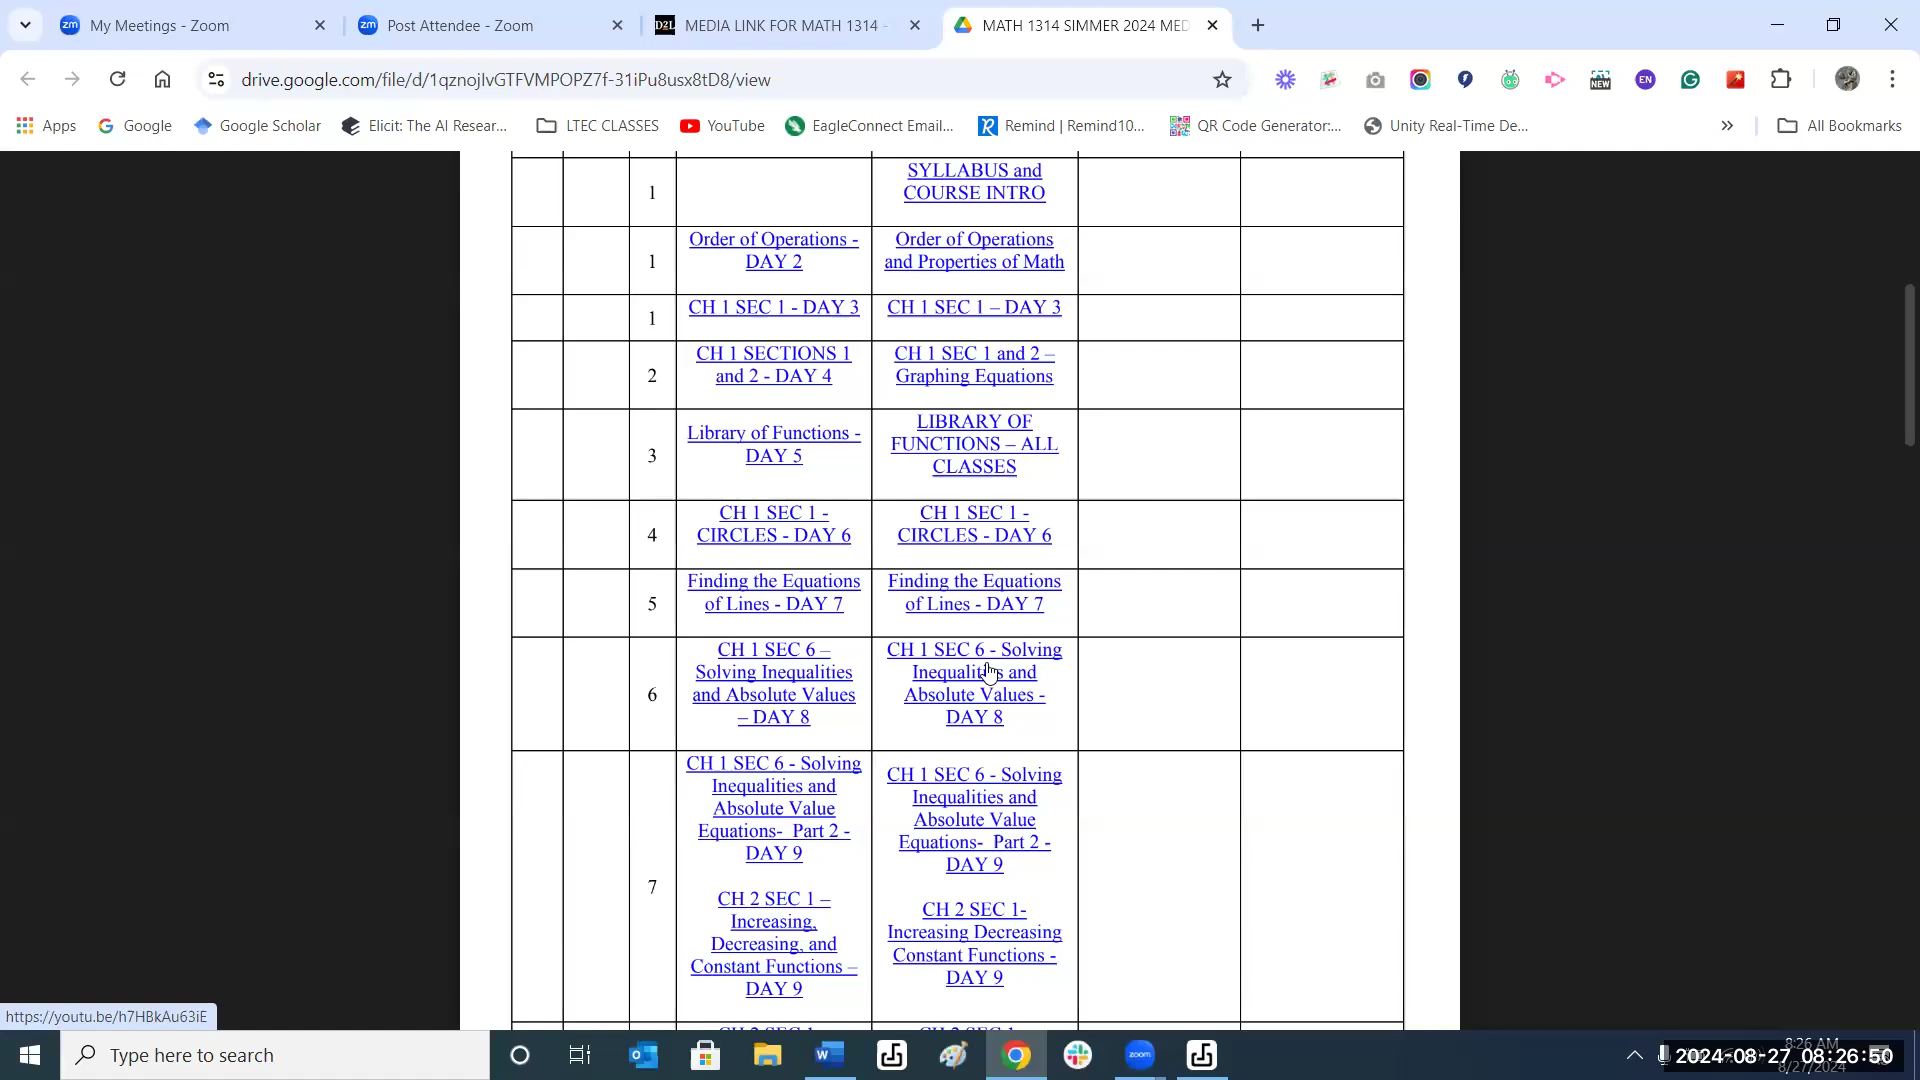 My Meetings - Zoom
Post Attendee - Zoom
D2L MEDIA LINK FOR MATH 1314 -
MATH 1314 SIMMER 2024 MED
drive.google.com/file/d/1qznojlvGTFVMPOPZ7f-31iPu8usx8tD8/view
NEW
EN
Apps
Google
Google Scholar
Elicit: The AI Resear...
LTEC CLASSES
YouTube
EagleConnect Email...
Remind | Remind10...
QR Code Generator:...
Unity Real-Time De...
All Bookmarks
1
SYLLABUS and
COURSE INTRO
1
Order of Operations -
DAY 2
Order of Operations
and Properties of Math
1
CH 1 SEC 1 - DAY 3
CH 1 SEC 1 – DAY 3
2
CH 1 SECTIONS 1
and 2 - DAY 4
CH 1 SEC 1 and 2 –
Graphing Equations
3
Library of Functions -
DAY 5
LIBRARY OF
FUNCTIONS – ALL
CLASSES
4
CH 1 SEC 1 -
CIRCLES - DAY 6
CH 1 SEC 1 -
CIRCLES - DAY 6
5
Finding the Equations
of Lines - DAY 7
Finding the Equations
of Lines - DAY 7
6
CH 1 SEC 6 –
Solving Inequalities
and Absolute Values
– DAY 8
CH 1 SEC 6 - Solving
Inequalities and
Absolute Values -
DAY 8
7
CH 1 SEC 6 - Solving
Inequalities and
Absolute Value
Equations- Part 2 -
DAY 9
CH 2 SEC 1 –
Increasing,
Decreasing, and
Constant Functions –
DAY 9
CH 1 SEC 6 - Solving
Inequalities and
Absolute Value
Equations- Part 2 -
DAY 9
CH 2 SEC 1-
Increasing Decreasing
Constant Functions -
DAY 9
https://youtu.be/h7HBkAu63iE
Type here to search
zoom
8:26 AM
2024-08-27 08:26:50
8/27/2024